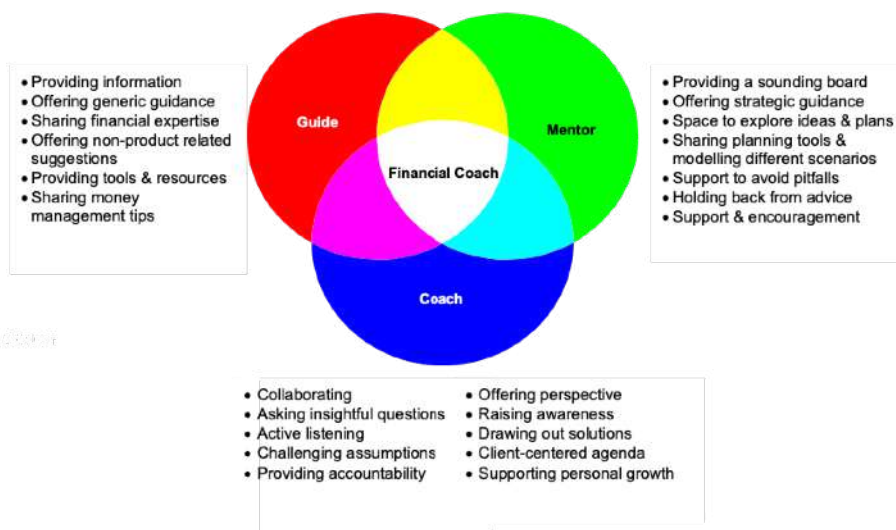 • Providing information
• Offering generic guidance
• Sharing financial expertise
• Offering non-product related
suggestions
• Providing tools & resources
• Sharing money
management tips
Guide
Mentor
Financial Coach
Coach
• Providing a sounding board
• Offering strategic guidance
• Space to explore ideas & plans
• Sharing planning tools &
modelling different scenarios
• Support to avoid pitfalls
• Holding back from advice
• Support & encouragement
• Collaborating
• Asking insightful questions
• Active listening
• Challenging assumptions
• Providing accountability
• Offering perspective
• Raising awareness
• Drawing out solutions
• Client-centered agenda
• Supporting personal growth